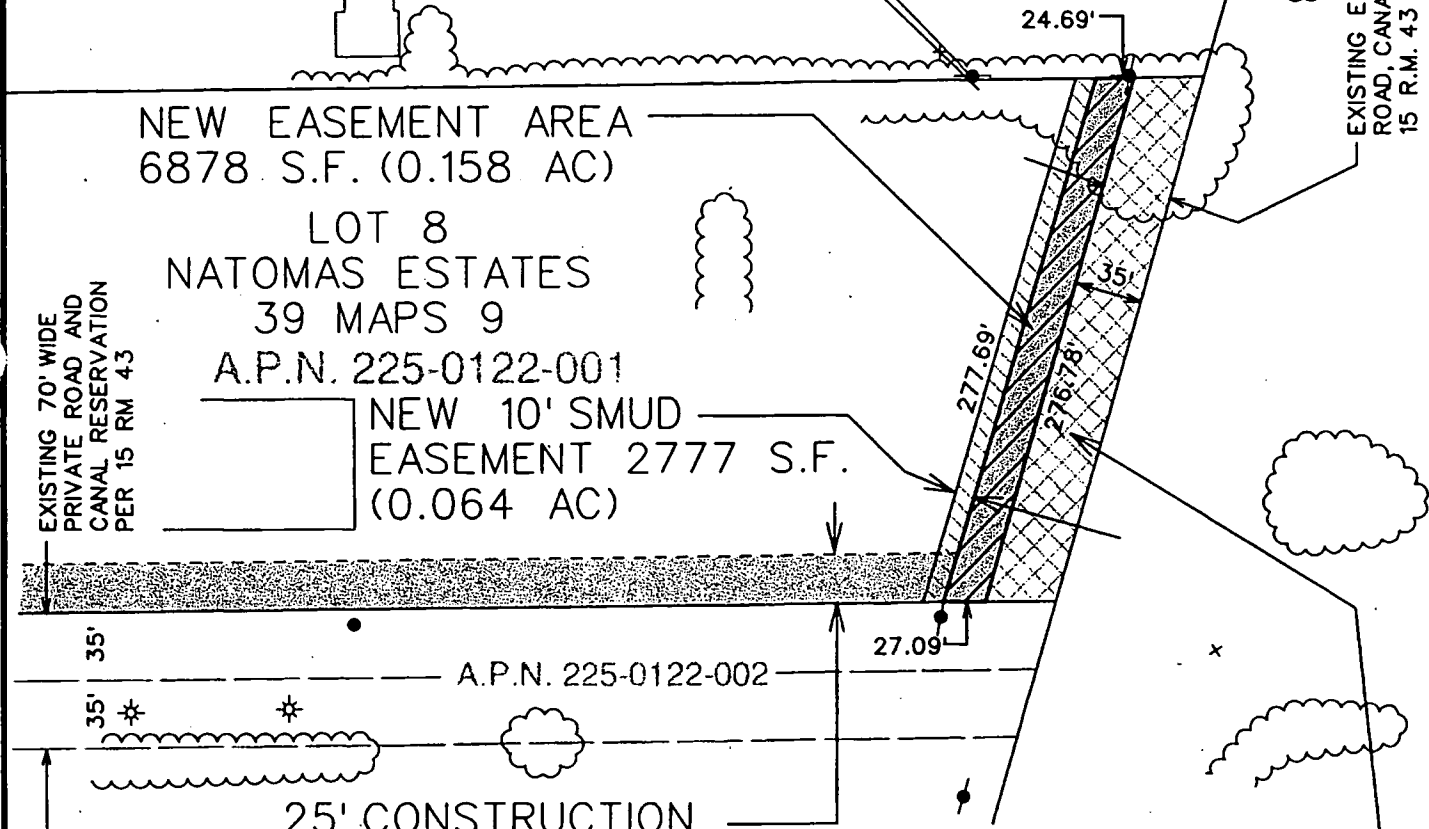 24.69'
EXISTING E
ROAD, CANA
15 R.M. 43
NEW EASEMENT AREA
6878 S.F. (0.158 AC)
LOT 8
NATOMAS ESTATES
39 MAPS 9
A.P.N. 225-0122-001
EXISTING 70' WIDE
PRIVATE ROAD AND
CANAL RESERVATION
PER 15 RM 43
35'
277.69'
276.78'
NEW 10' SMUD
EASEMENT 2777 S.F.
(0.064 AC)
27.09'
35'
A.P.N. 225-0122-002
35'
25' CONSTRUCTION